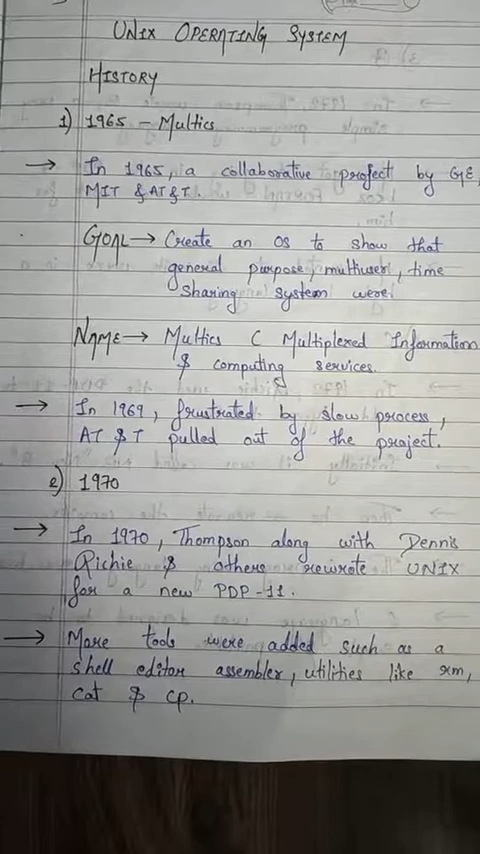 UNIX OPERATING SYSTEM
HISTORY
1) 1965 - Multics
→ In 1965, a collaborative project by GE,
MIT & AT&T.
GOAL → Create an OS to show that
general purpose, multiuser, time
sharing system were
NAME → Multics ( Multiplexed Information
& computing services.
→ In 1969, frustrated by slow process,
AT & T pulled out of the project.
2) 1970
→ In 1970, Thompson along with Dennis
Richie & others rewrote UNIX
for a new PDP-11.
→ More tools were added such as a
shell editor assembler, utilities like rm,
cat & cp.